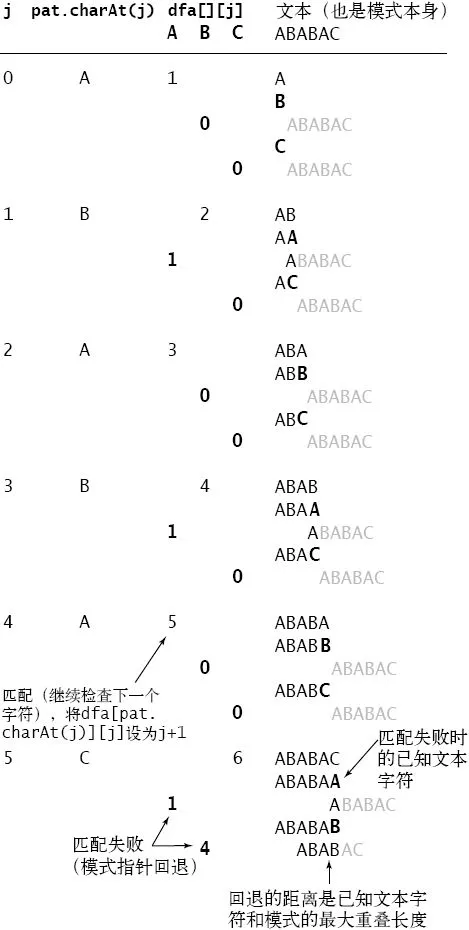 j pat.charAt(j) dfa[][j] 文本（也是模式本身）
A B C ABABAC
0 A 1 A
B
0 ABABAC
C
0 ABABAC
1 B 2 AB
AA
1 ABABAC
AC
0 ABABAC
2 A 3 ABA
ABB
0 ABABAC
ABC
0 ABABAC
3 B 4 ABAB
ABAA
1 ABABAC
ABAC
0 ABABAC
4 A 5 ABABA
ABABB
0 ABABAC
ABABC
0 ABABAC
匹配（继续检查下一个
字符），将dfa[pat.
charAt(j)][j]设为j+1
5 C 6 ABABAC
ABABAA
1 ABABAC
ABABAB
4 ABABAC
匹配失败时
的已知文本
字符
匹配失败
（模式指针回退）
回退的距离是已知文本字
符和模式的最大重叠长度